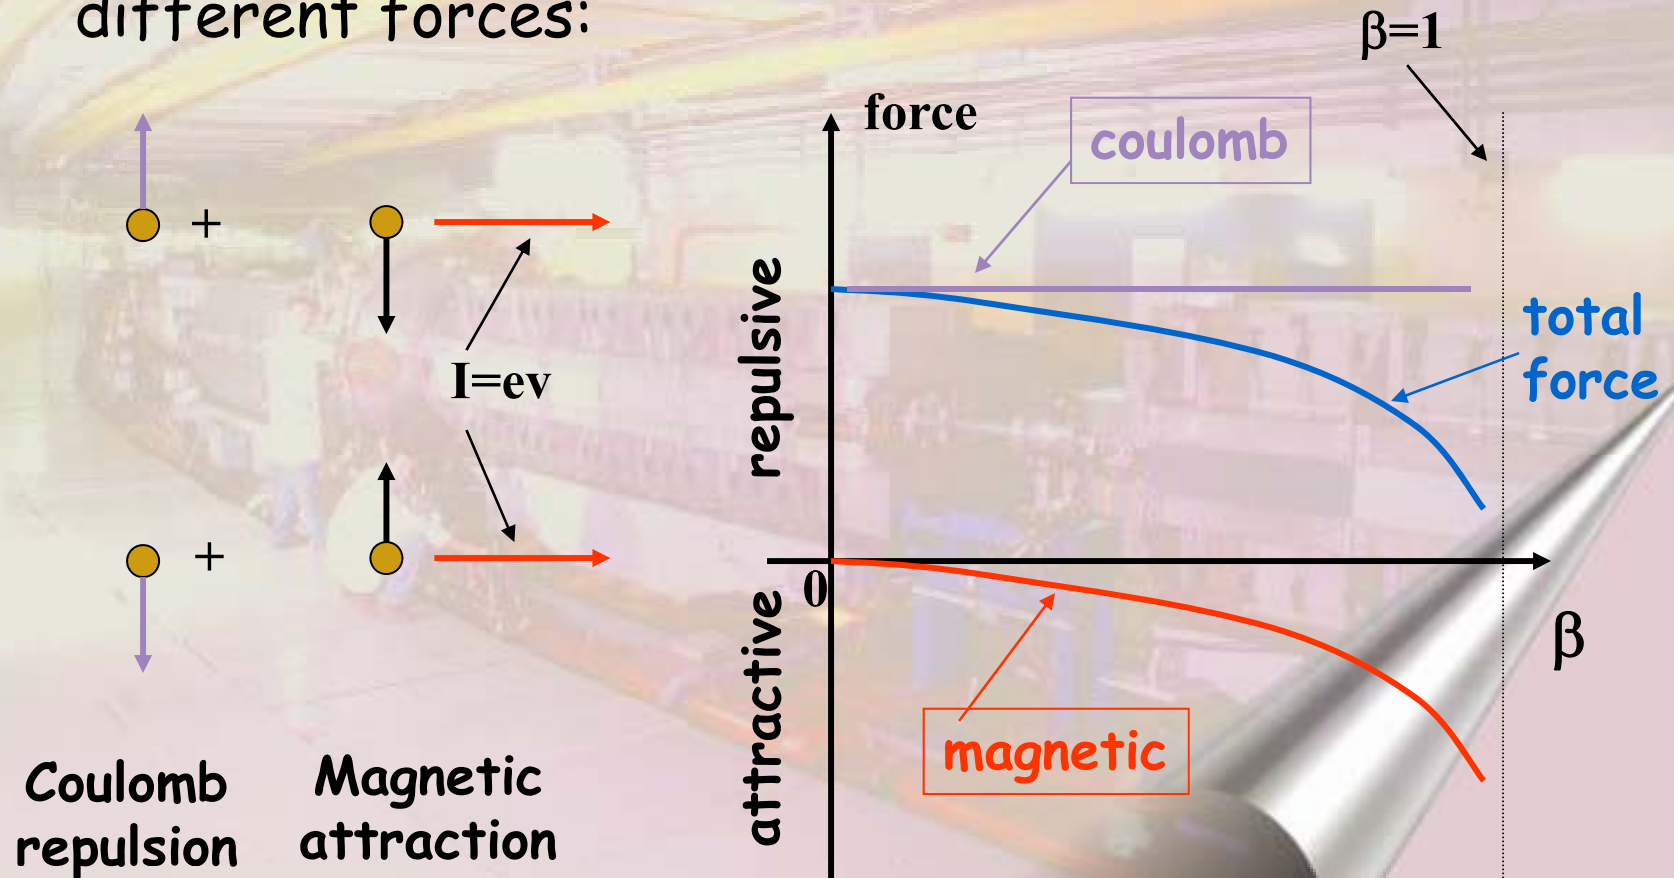 different forces:
β=1
force
coulomb
+
I=ev
+
repulsive
total
force
0
β
attractive
magnetic
Coulomb
repulsion
Magnetic
attraction